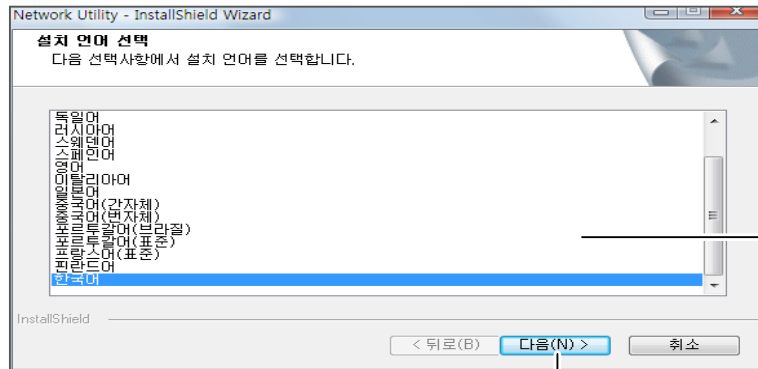 Network Utility - InstallShield Wizard
설치 언어 선택
다음 선택사항에서 설치 언어를 선택합니다.
독일어
러시아어
스웨덴어
스페인어
영어
이탈리아어
일본어
중국어(간자체)
중국어(번자체)
포르투갈어(브라질)
포르투갈어(표준)
프랑스어(표준)
핀란드어
한국어
InstallShield
< 뒤로(B)
다음(N) >
취소